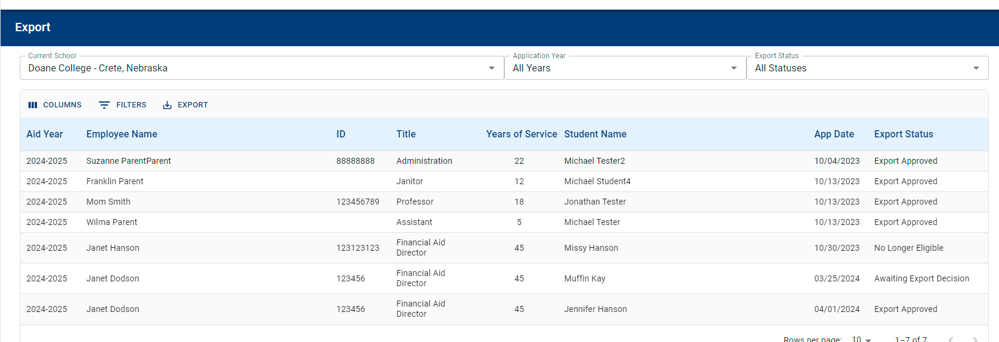 Export
Current School Application Year Export Status
Doane College - Crete, Nebraska All Years All Statuses
COLUMNS FILTERS EXPORT
Aid Year Employee Name ID Title Years of Service Student Name App Date Export Status
2024-2025 Suzanne ParentParent 88888888 Administration 22 Michael Tester2 10/04/2023 Export Approved
2024-2025 Franklin Parent Janitor 12 Michael Student4 10/13/2023 Export Approved
2024-2025 Mom Smith 123456789 Professor 18 Jonathan Tester 10/13/2023 Export Approved
2024-2025 Wilma Parent Assistant 5 Michael Tester 10/13/2023 Export Approved
2024-2025 Janet Hanson 123123123 Financial Aid Director 45 Missy Hanson 10/30/2023 No Longer Eligible
2024-2025 Janet Dodson 123456 Financial Aid Director 45 Muffin Kay 03/25/2024 Awaiting Export Decision
2024-2025 Janet Dodson 123456 Financial Aid Director 45 Jennifer Hanson 04/01/2024 Export Approved
Rows per page: 10 1–7 of 7